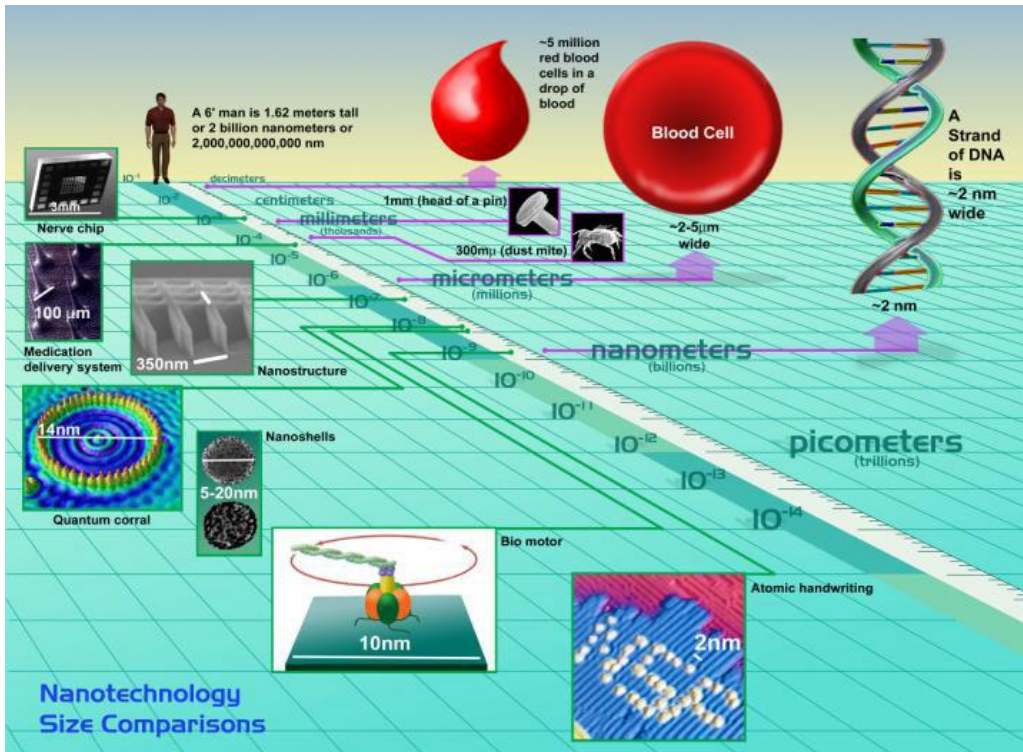 A 6' man is 1.62 meters tall
or 2 billion nanometers or
2,000,000,000,000 nm
~5 million
red blood
cells in a
drop of
blood
Blood Cell
A
Strand
of DNA
is
~2 nm
wide
3mm
Nerve chip
10-1
decimeters
10-2
centimeters
1mm (head of a pin)
10-3
millimeters
(thousands)
10-4
300mµ (dust mite)
~2-5µm
wide
10-5
10-6
micrometers
(millions)
~2 nm
100 µm
Medication
delivery system
350nm
Nanostructure
10-7
10-8
10-9
nanometers
(billions)
10-10
10-11
10-12
picometers
(trillions)
10-13
10-14
14nm
Quantum corral
Nanoshells
5-20nm
Bio motor
10nm
Atomic handwriting
2nm
Nanotechnology
Size Comparisons